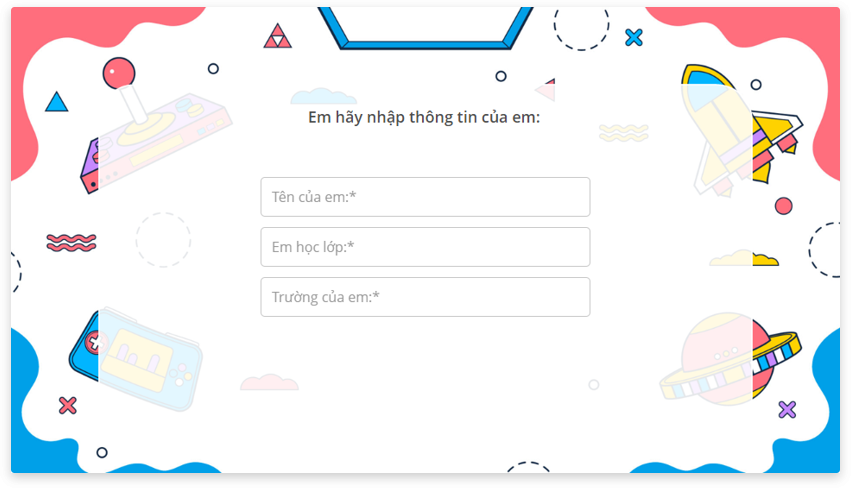 Em hãy nhập thông tin của em:
Tên của em:*
Em học lớp:*
Trường của em:*